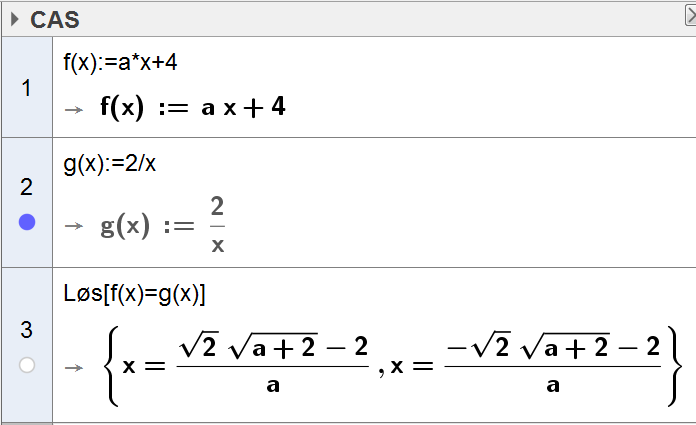 CAS
1
f(x):=a*x+4
→ f(x) := a x + 4
2
g(x):=2/x
→ g(x) := 2/x
3
Løs[f(x)=g(x)]
→ {x = (√2 √(a + 2) − 2)/a , x = (−√2 √(a + 2) − 2)/a}